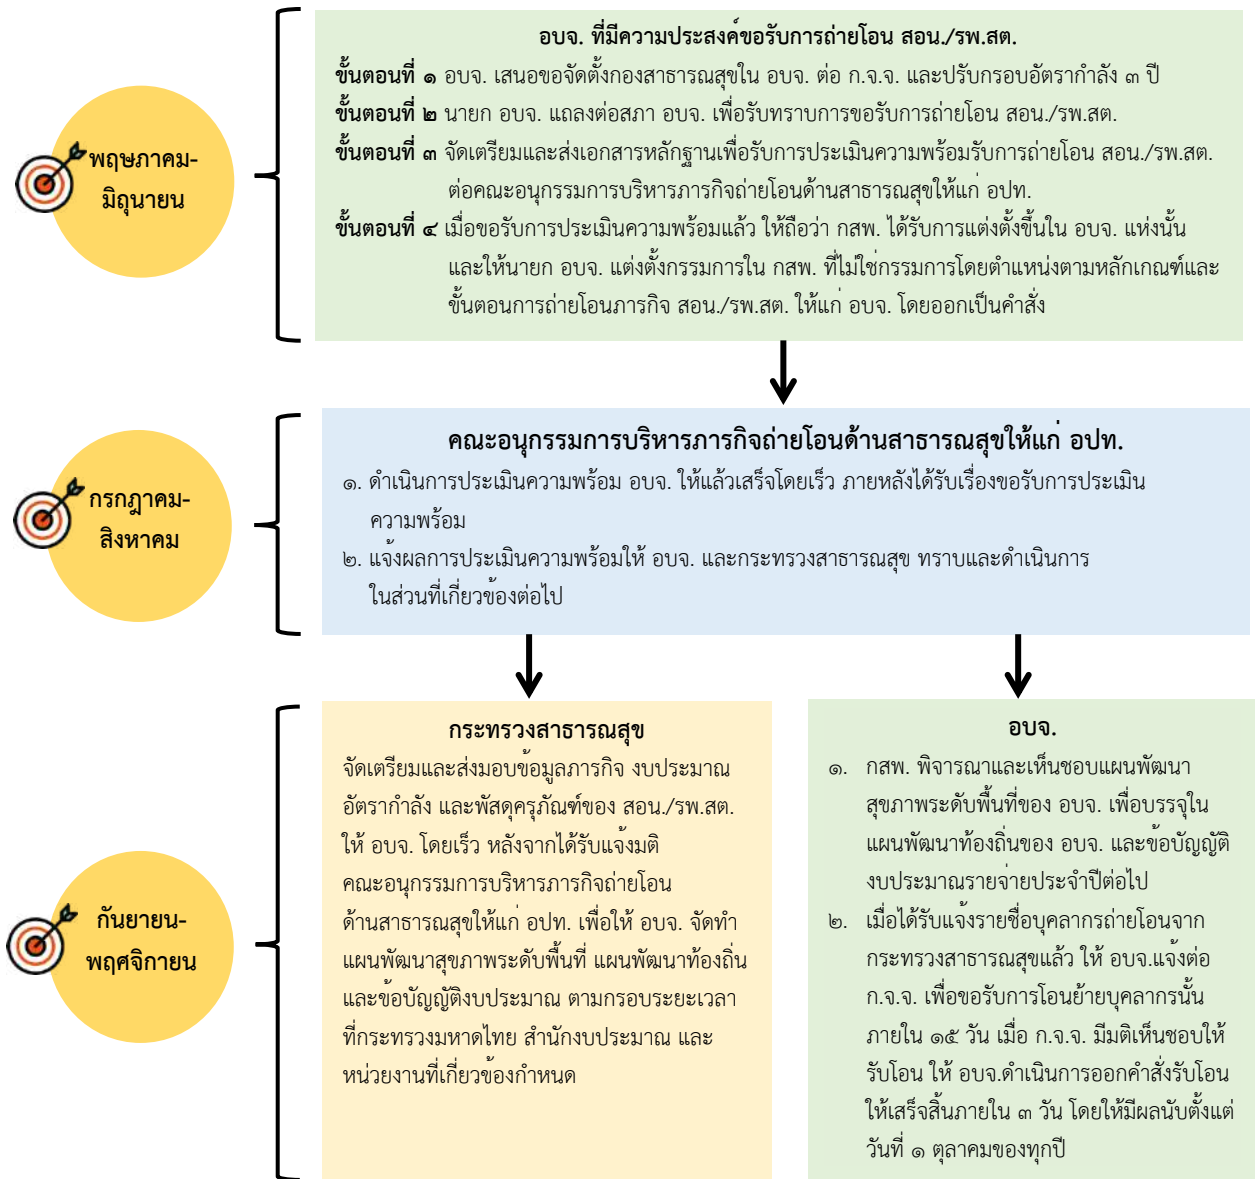 อบจ. ที่มีความประสงค์ขอรับการถ่ายโอน สอน./รพ.สต.
ขั้นตอนที่ ๑ อบจ. เสนอขอจัดตั้งกองสาธารณสุขใน อบจ. ต่อ ก.จ.จ. และปรับกรอบอัตรากำลัง ๓ ปี
ขั้นตอนที่ ๒ นายก อบจ. แถลงต่อสภา อบจ. เพื่อรับทราบการขอรับการถ่ายโอน สอน./รพ.สต.
ขั้นตอนที่ ๓ จัดเตรียมและส่งเอกสารหลักฐานเพื่อรับการประเมินความพร้อมรับการถ่ายโอน สอน./รพ.สต.
ต่อคณะอนุกรรมการบริหารภารกิจถ่ายโอนด้านสาธารณสุขให้แก่ อปท.
ขั้นตอนที่ ๔ เมื่อขอรับการประเมินความพร้อมแล้ว ให้ถือว่า กสพ. ได้รับการแต่งตั้งขึ้นใน อบจ. แห่งนั้น
และให้นายก อบจ. แต่งตั้งกรรมการใน กสพ. ที่ไม่ใช่กรรมการโดยตำแหน่งตามหลักเกณฑ์และ
ขั้นตอนการถ่ายโอนภารกิจ สอน./รพ.สต. ให้แก่ อบจ. โดยออกเป็นคำสั่ง
พฤษภาคม-
มิถุนายน
คณะอนุกรรมการบริหารภารกิจถ่ายโอนด้านสาธารณสุขให้แก่ อปท.
๑. ดำเนินการประเมินความพร้อม อบจ. ให้แล้วเสร็จโดยเร็ว ภายหลังได้รับเรื่องขอรับการประเมิน
ความพร้อม
๒. แจ้งผลการประเมินความพร้อมให้ อบจ. และกระทรวงสาธารณสุข ทราบและดำเนินการ
ในส่วนที่เกี่ยวข้องต่อไป
กรกฎาคม-
สิงหาคม
กระทรวงสาธารณสุข
จัดเตรียมและส่งมอบข้อมูลภารกิจ งบประมาณ
อัตรากำลัง และพัสดุครุภัณฑ์ของ สอน./รพ.สต.
ให้ อบจ. โดยเร็ว หลังจากได้รับแจ้งมติ
คณะอนุกรรมการบริหารภารกิจถ่ายโอน
ด้านสาธารณสุขให้แก่ อปท. เพื่อให้ อบจ. จัดทำ
แผนพัฒนาสุขภาพระดับพื้นที่ แผนพัฒนาท้องถิ่น
และข้อบัญญัติงบประมาณ ตามกรอบระยะเวลา
ที่กระทรวงมหาดไทย สำนักงบประมาณ และ
หน่วยงานที่เกี่ยวข้องกำหนด
กันยายน-
พฤศจิกายน
อบจ.
๑. กสพ. พิจารณาและเห็นชอบแผนพัฒนา
สุขภาพระดับพื้นที่ของ อบจ. เพื่อบรรจุใน
แผนพัฒนาท้องถิ่นของ อบจ. และข้อบัญญัติ
งบประมาณรายจ่ายประจำปีต่อไป
๒. เมื่อได้รับแจ้งรายชื่อบุคลากรถ่ายโอนจาก
กระทรวงสาธารณสุขแล้ว ให้ อบจ.แจ้งต่อ
ก.จ.จ. เพื่อขอรับการโอนย้ายบุคลากรนั้น
ภายใน ๑๕ วัน เมื่อ ก.จ.จ. มีมติเห็นชอบให้
รับโอน ให้ อบจ.ดำเนินการออกคำสั่งรับโอน
ให้เสร็จสิ้นภายใน ๓ วัน โดยให้มีผลนับตั้งแต่
วันที่ ๑ ตุลาคมของทุกปี